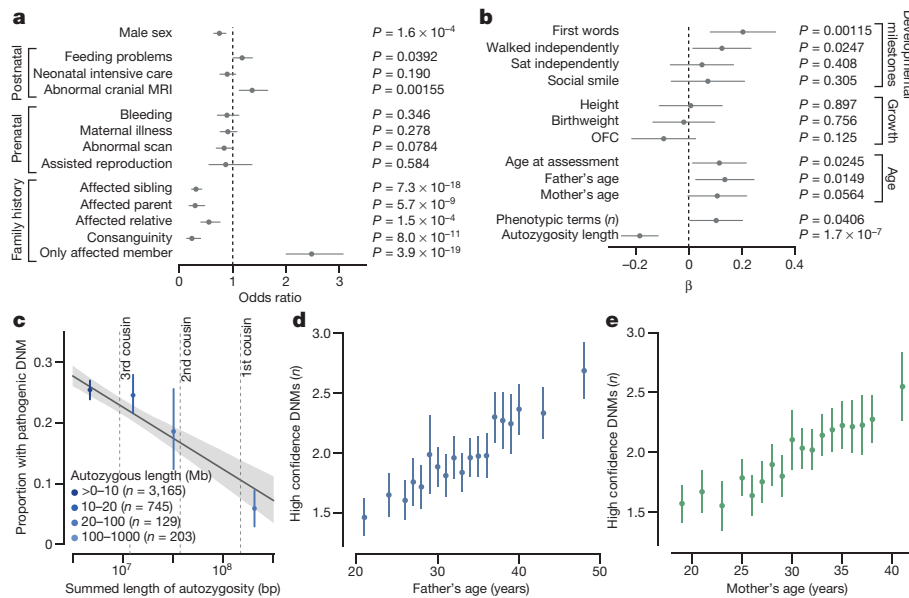 a
Male sex P = 1.6 × 10⁻⁴
Postnatal
Feeding problems P = 0.0392
Neonatal intensive care P = 0.190
Abnormal cranial MRI P = 0.00155
Prenatal
Bleeding P = 0.346
Maternal illness P = 0.278
Abnormal scan P = 0.0784
Assisted reproduction P = 0.584
Family history
Affected sibling P = 7.3 × 10⁻¹⁸
Affected parent P = 5.7 × 10⁻⁹
Affected relative P = 1.5 × 10⁻⁴
Consanguinity P = 8.0 × 10⁻¹¹
Only affected member P = 3.9 × 10⁻¹⁹
0 1 2 3
Odds ratio
b
First words P = 0.00115
Walked independently P = 0.0247
Sat independently P = 0.408
Social smile P = 0.305
Developmental
milestones
Height P = 0.897
Birthweight P = 0.756
OFC P = 0.125
Growth
Age at assessment P = 0.0245
Father's age P = 0.0149
Mother's age P = 0.0564
Age
Phenotypic terms (n) P = 0.0406
Autozygosity length P = 1.7 × 10⁻⁷
−0.2 0 0.2 0.4
β
c
Proportion with pathogenic DNM
0.3
0.2
0.1
0
3rd cousin
2nd cousin
1st cousin
Autozygous length (Mb)
>0–10 (n = 3,165)
10–20 (n = 745)
20–100 (n = 129)
100–1000 (n = 203)
10⁷ 10⁸
Summed length of autozygosity (bp)
d
High confidence DNMs (n)
3.0
2.5
2.0
1.5
20 30 40 50
Father's age (years)
e
High confidence DNMs (n)
3.0
2.5
2.0
1.5
20 25 30 35 40
Mother's age (years)